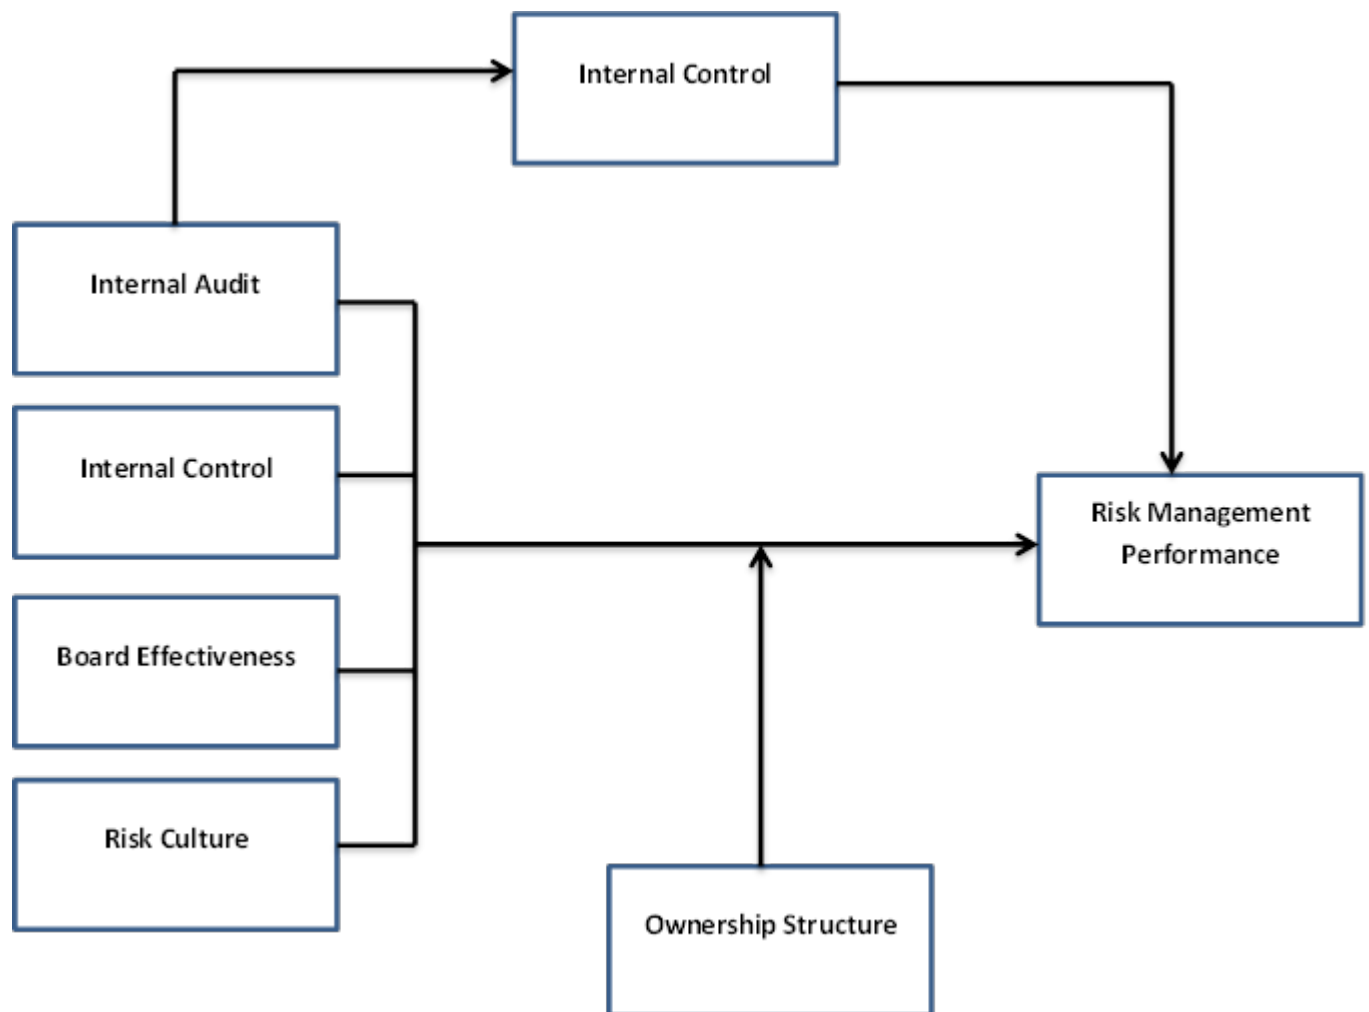 Internal Control
Internal Audit
Internal Control
Risk Management
Performance
Board Effectiveness
Risk Culture
Ownership Structure